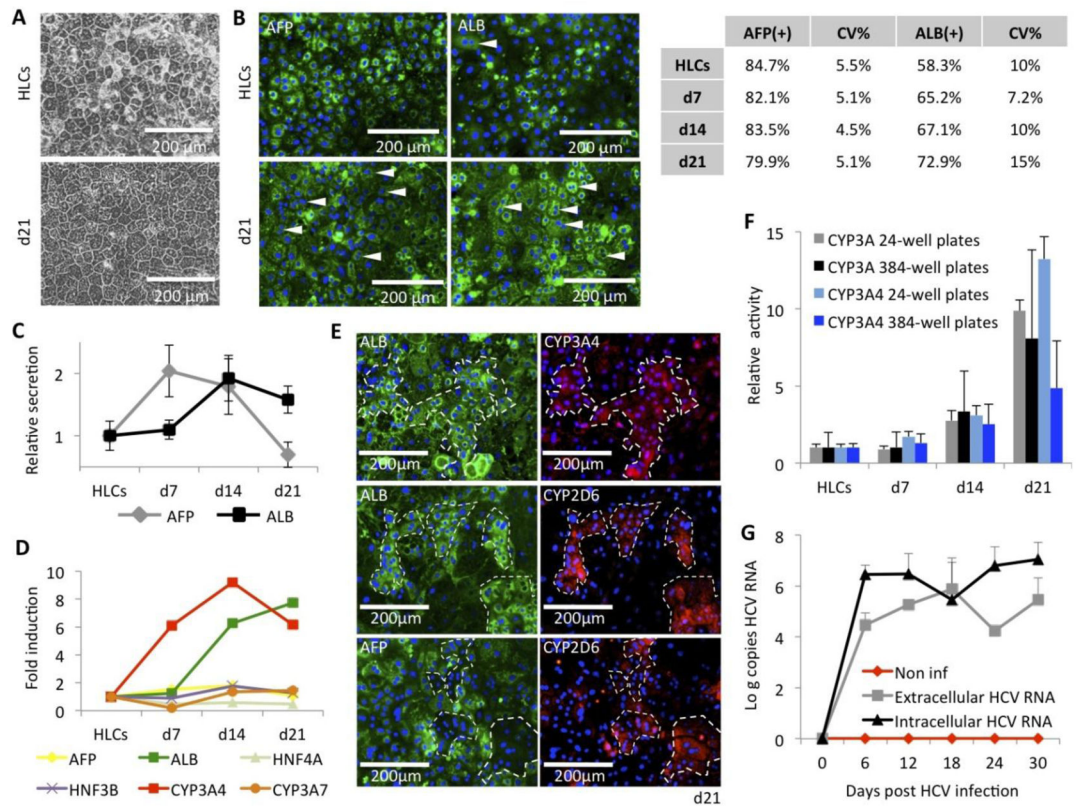 A
B
AFP
ALB
HLCs
200 μm
HLCs
200 μm
200 μm
d21
200 μm
d21
200 μm
200 μm
AFP(+) CV% ALB(+) CV%
HLCs 84.7% 5.5% 58.3% 10%
d7 82.1% 5.1% 65.2% 7.2%
d14 83.5% 4.5% 67.1% 10%
d21 79.9% 5.1% 72.9% 15%
C
Relative secretion
2
1
HLCs d7 d14 d21
AFP ALB
D
Fold induction
10
8
6
4
2
0
HLCs d7 d14 d21
AFP ALB HNF4A
HNF3B CYP3A4 CYP3A7
E
ALB CYP3A4
200μm 200μm
ALB CYP2D6
200μm 200μm
AFP CYP2D6
200μm 200μm
d21
F
Relative activity
15
10
5
0
CYP3A 24-well plates
CYP3A 384-well plates
CYP3A4 24-well plates
CYP3A4 384-well plates
HLCs d7 d14 d21
G
Lo g copies HCV RNA
8
6
4
2
0
Non inf
Extracellular HCV RNA
Intracellular HCV RNA
0 6 12 18 24 30
Days post HCV infection